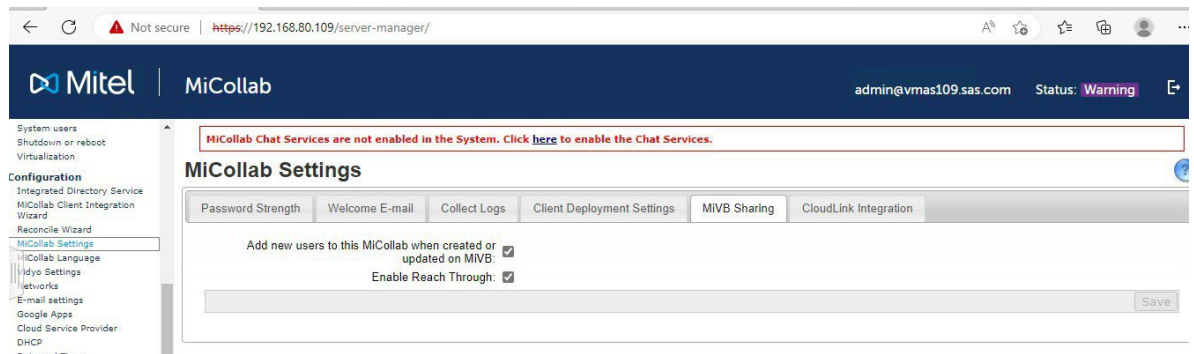 Not secure | https://192.168.80.109/server-manager/
Mitel | MiCollab
admin@vmas109.sas.com Status: Warning
System users
Shutdown or reboot
Virtualization
Configuration
Integrated Directory Service
MiCollab Client Integration
Wizard
Reconcile Wizard
MiCollab Settings
MiCollab Language
Vidyo Settings
Networks
E-mail settings
Google Apps
Cloud Service Provider
DHCP
MiCollab Chat Services are not enabled in the System. Click here to enable the Chat Services.
MiCollab Settings
?
Password Strength Welcome E-mail Collect Logs Client Deployment Settings MiVB Sharing CloudLink Integration
Add new users to this MiCollab when created or
updated on MiVB:
Enable Reach Through:
Save